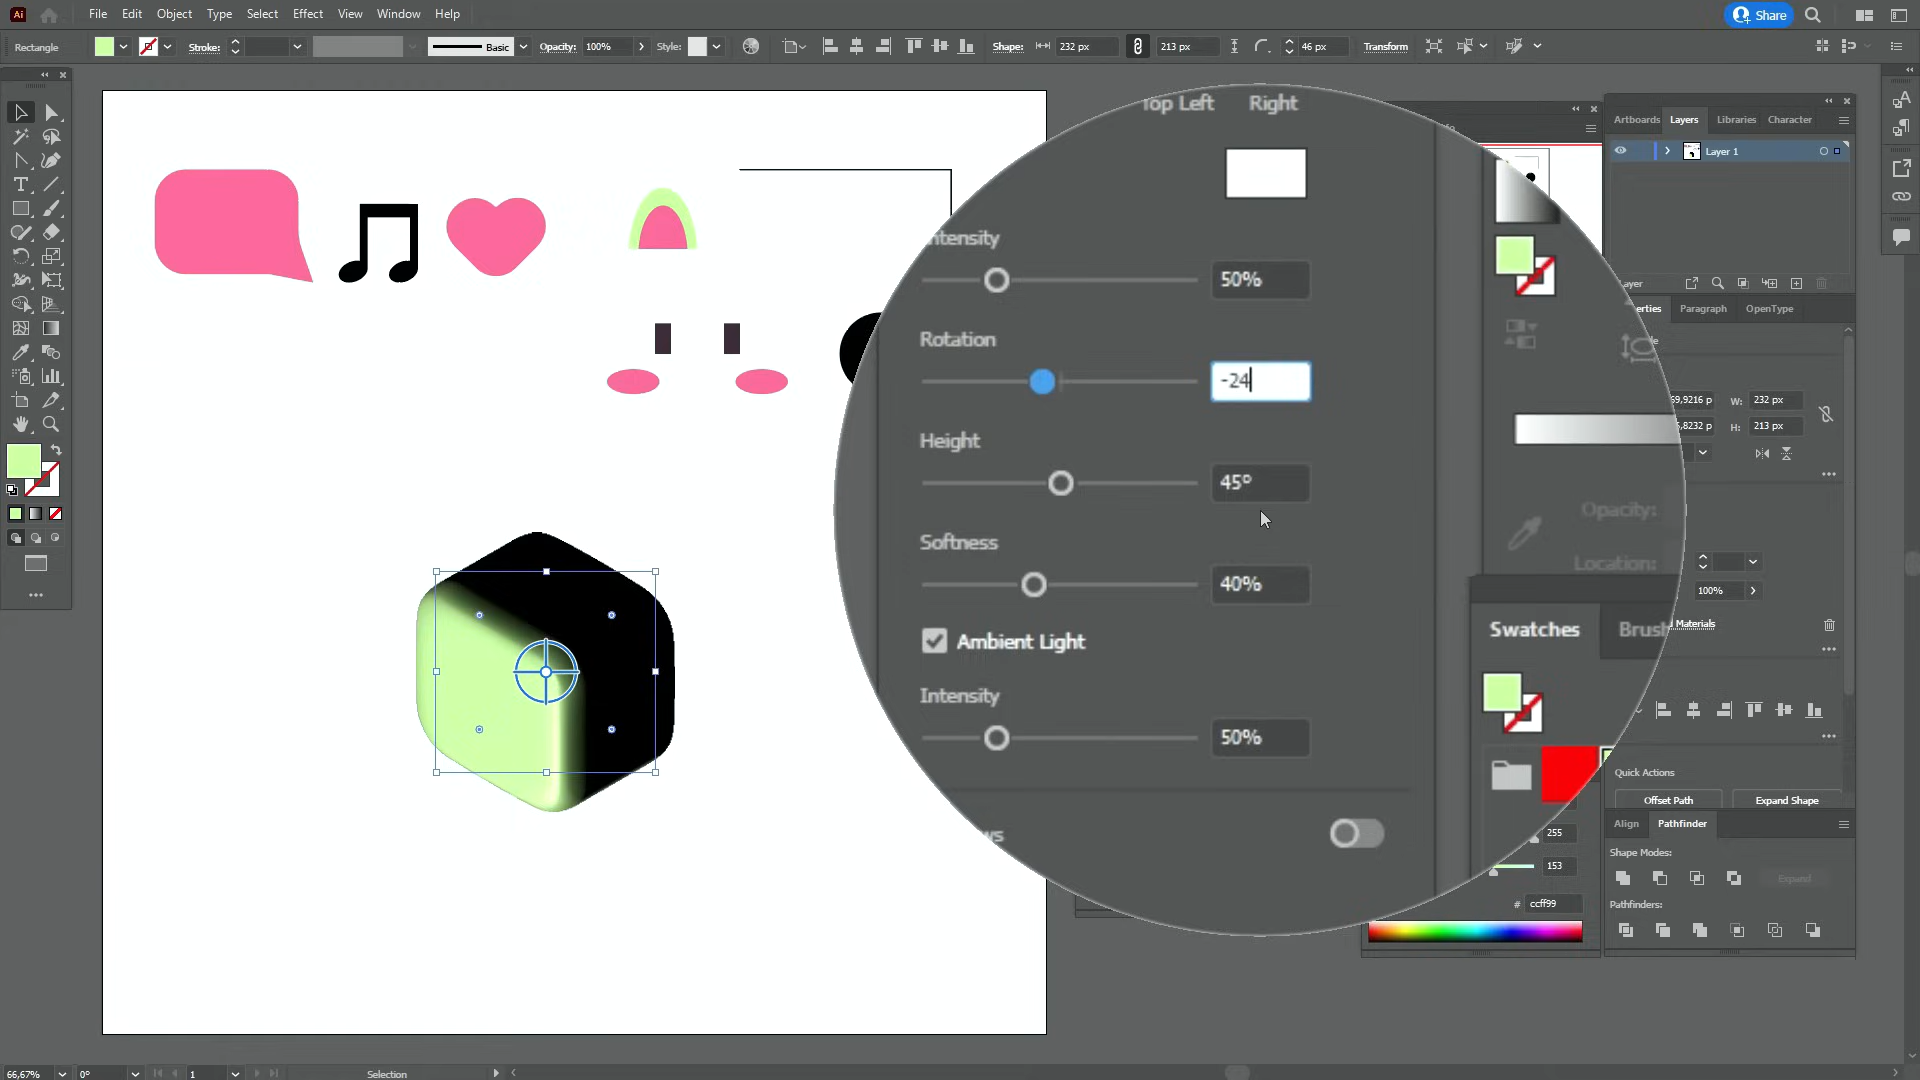 Ai File Edit Object Type Select Effect View Window Help Share
Rectangle Stroke: Basic Opacity: 100% Style: Shape: 232 px 213 px 46 px Transform
Top Left Right
Intensity
50%
Rotation
-24
Height
45°
Softness
40%
Ambient Light
Intensity
50%
Artboards Layers Libraries Character
Layer 1
Paragraph OpenType
W: 232 px
H: 213 px
Opacity:
Location:
100%
Materials
Swatches
Quick Actions
Offset Path Expand Shape
255
153
# ccff99
Align Pathfinder
Shape Modes:
Expand
Pathfinders:
66,67% 0° 1 Selection